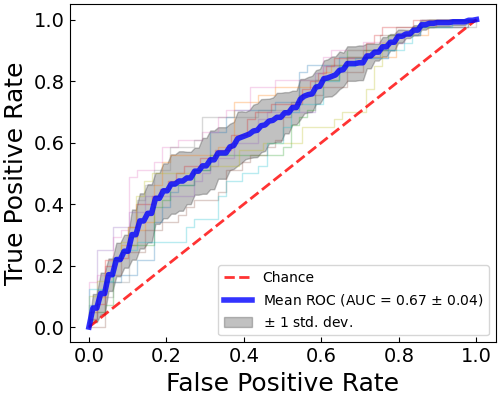 1.0
0.8
0.6
0.4
0.2
0.0
True Positive Rate
Chance
Mean ROC (AUC = 0.67 ± 0.04)
± 1 std. dev.
0.0 0.2 0.4 0.6 0.8 1.0
False Positive Rate